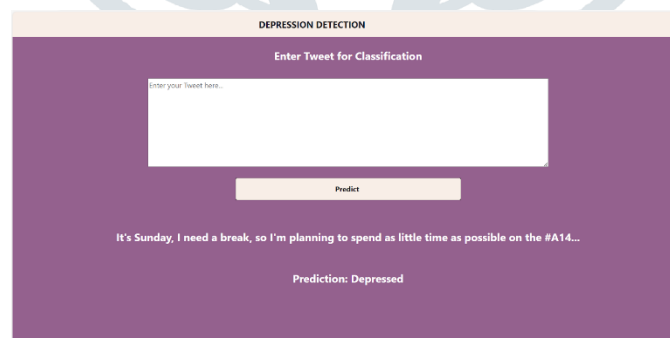 DEPRESSION DETECTION
Enter Tweet for Classification
Enter your Tweet here...
Predict
It's Sunday, I need a break, so I'm planning to spend as little time as possible on the #A14...
Prediction: Depressed